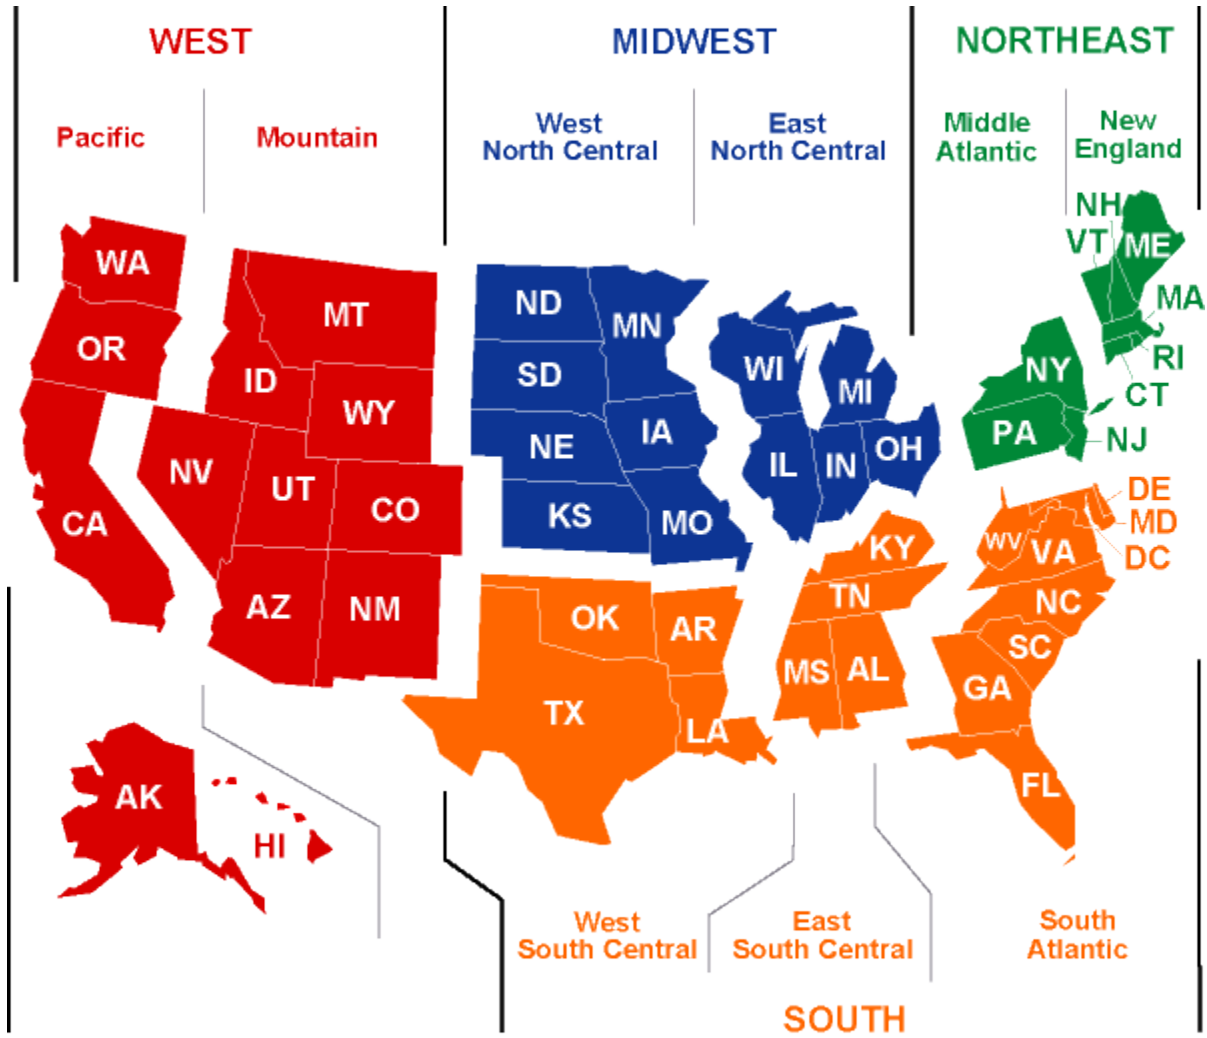 WEST
MIDWEST
NORTHEAST
Pacific
Mountain
West
North Central
East
North Central
Middle
Atlantic
New
England
NH
VT
ME
MA
RI
CT
NY
PA
NJ
WA
OR
CA
MT
ID
WY
NV
UT
CO
AZ
NM
ND
MN
SD
NE
IA
KS
MO
WI
MI
IL
IN
OH
DE
MD
DC
WV
VA
KY
TN
NC
SC
OK
AR
MS
AL
GA
TX
LA
FL
AK
HI
West
South Central
East
South Central
South
Atlantic
SOUTH